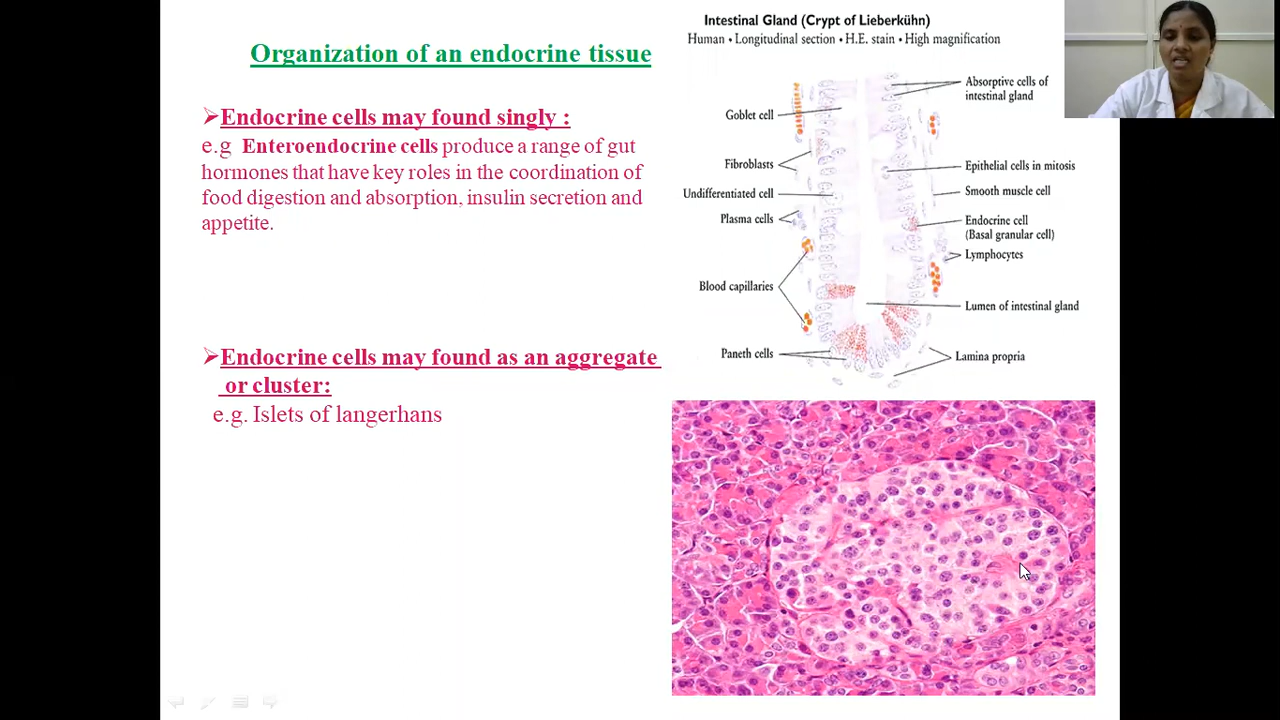 Organization of an endocrine tissue
➢Endocrine cells may found singly :
e.g Enteroendocrine cells produce a range of gut
hormones that have key roles in the coordination of
food digestion and absorption, insulin secretion and
appetite.
➢Endocrine cells may found as an aggregate
or cluster:
e.g. Islets of langerhans
Intestinal Gland (Crypt of Lieberkühn)
Human • Longitudinal section • H.E. stain • High magnification
Goblet cell
Fibroblasts
Undifferentiated cell
Plasma cells
Blood capillaries
Paneth cells
Absorptive cells of
intestinal gland
Epithelial cells in mitosis
Smooth muscle cell
Endocrine cell
(Basal granular cell)
Lymphocytes
Lumen of intestinal gland
Lamina propria